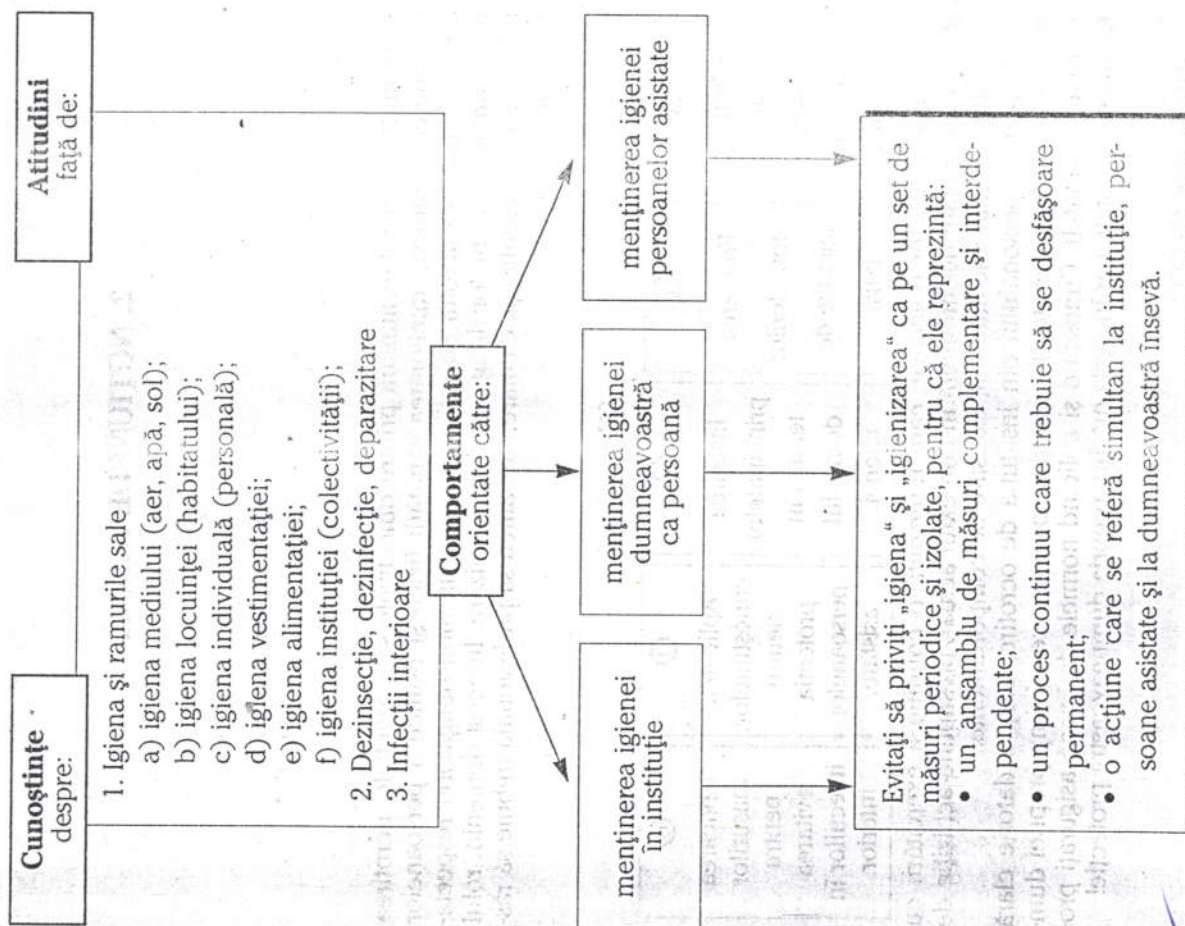 Cunoştinţe
despre:
Atitudini
faţă de:
1. Igiena şi ramurile sale:
a) igiena mediului (aer, apă, sol);
b) igiena locuinţei (habitatului);
c) igiena individuală (personală);
d) igiena vestimentaţiei;
e) igiena alimentaţiei;
f) igiena instituţiei (colectivităţii);
2. Dezinsecţie, dezinfecţie, deparazitare
3. Infecţii interioare
Comportamente
orientate către:
menţinerea igienei
în instituţie
menţinerea igienei
dumneavoastră
ca persoană
menţinerea igienei
persoanelor asistate
Evitaţi să priviţi „igiena“ şi „igienizarea“ ca pe un set de
măsuri periodice şi izolate, pentru că ele reprezintă:
• un ansamblu de măsuri complementare şi interde-
pendente;
• un proces continuu care trebuie să se desfăşoare
permanent;
• o acţiune care se referă simultan la instituţie, per-
soane asistate şi la dumneavoastră însevă.